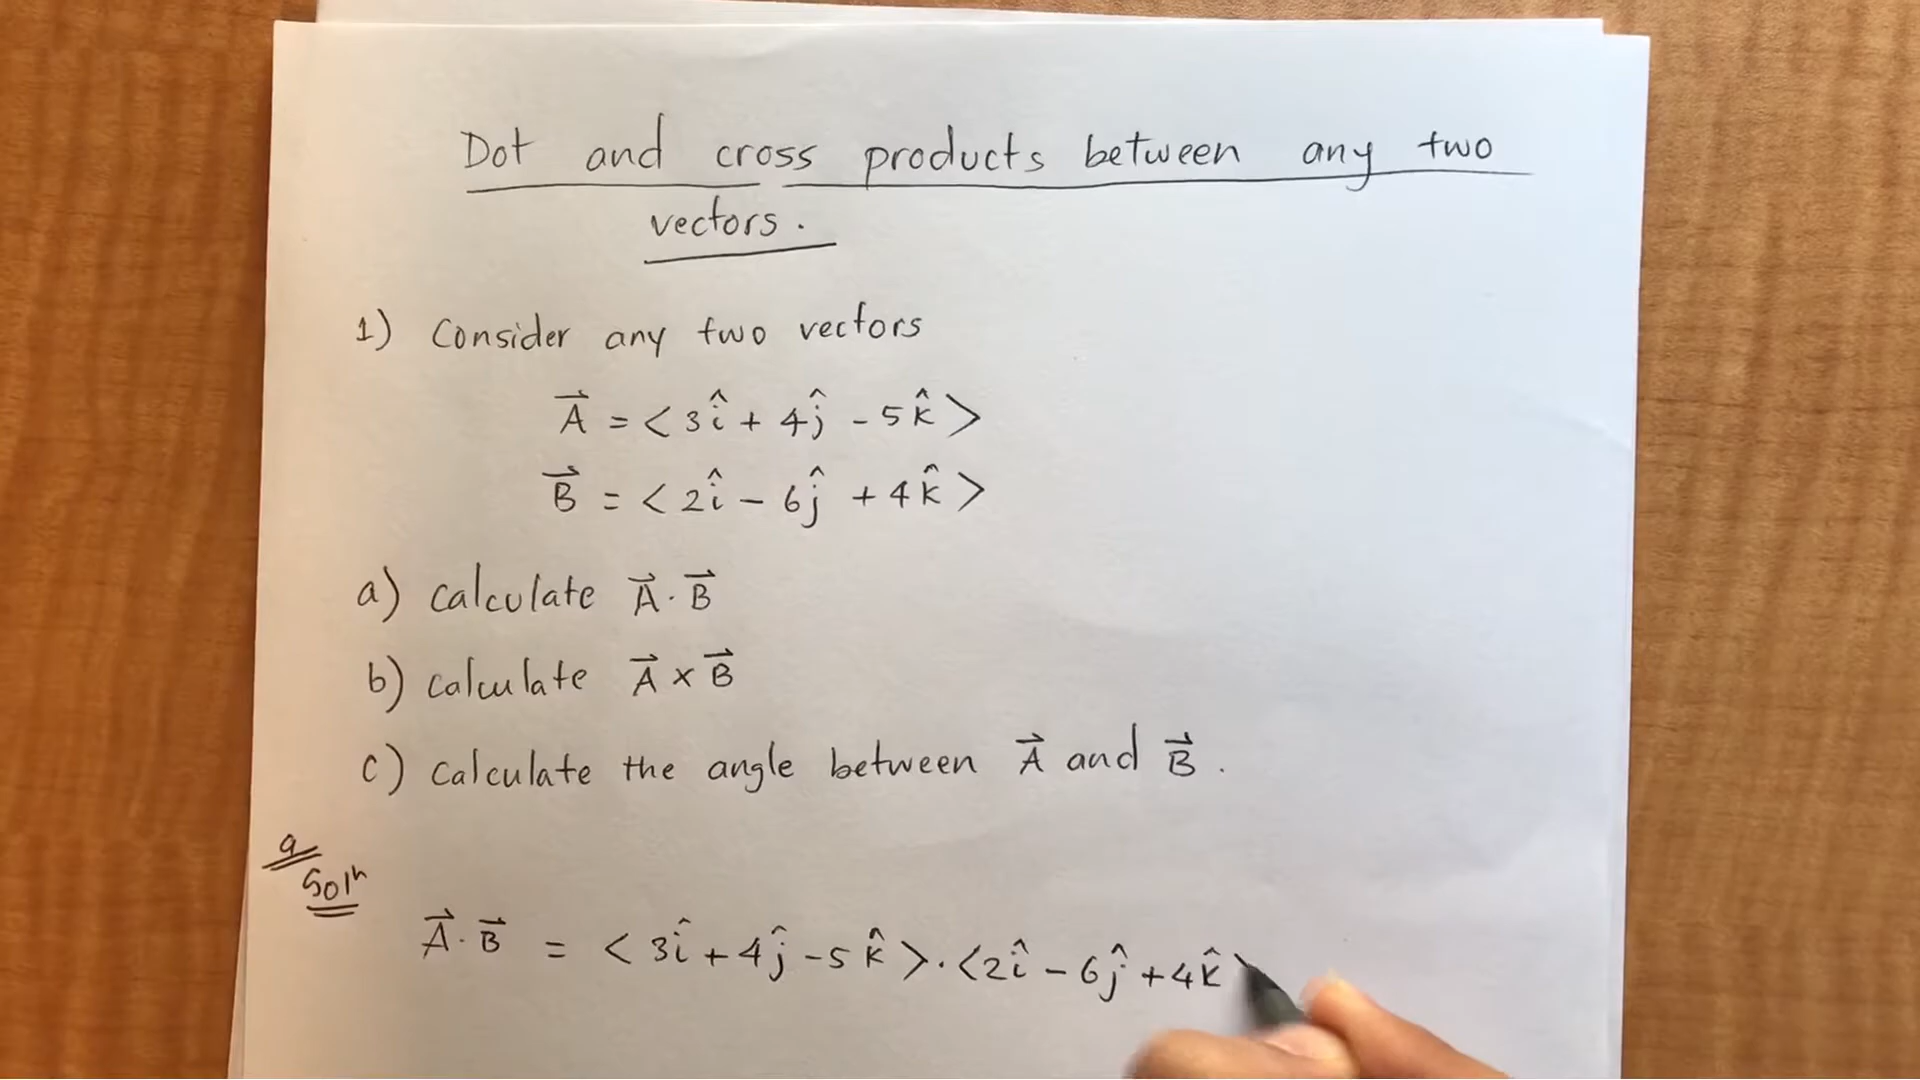 Dot and cross products between any two
vectors.
1) Consider any two vectors
A⃗ = < 3î + 4ĵ - 5k̂ >
B⃗ = < 2î - 6ĵ + 4k̂ >
a) calculate A⃗ · B⃗
b) calculate A⃗ × B⃗
c) calculate the angle between A⃗ and B⃗ .
a
Solⁿ
A⃗ · B⃗ = < 3î + 4ĵ - 5k̂ > · < 2î - 6ĵ + 4k̂ >